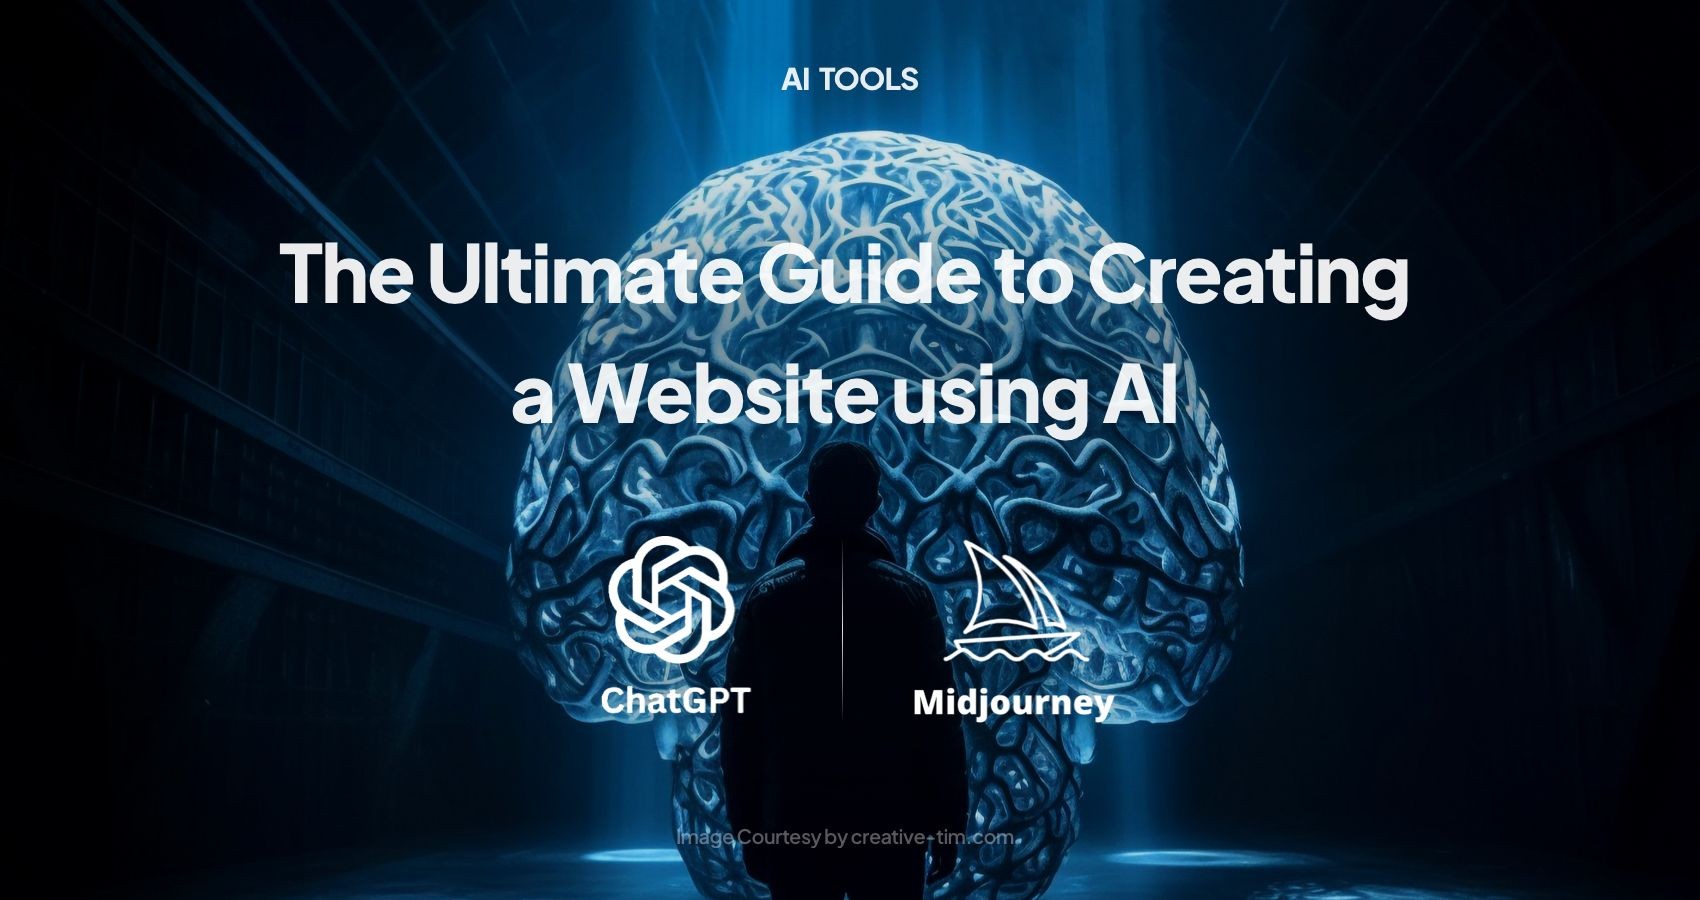 AI TOOLS
The Ultimate Guide to Creating
a Website using AI
ChatGPT
Midjourney
Image Courtesy by creative-tim.com